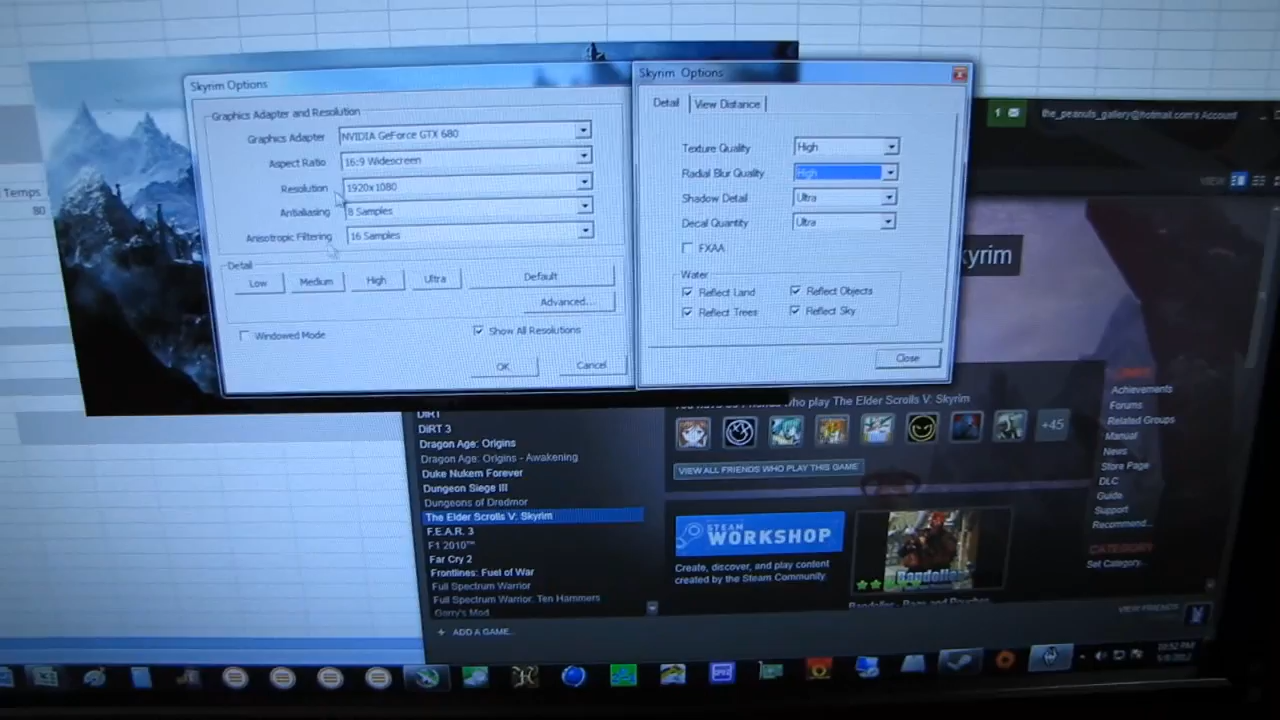 Skyrim Options
Graphics Adapter and Resolution
Graphics Adapter NVIDIA GeForce GTX 680
Aspect Ratio 16:9 Widescreen
Resolution 1920x1080
Antialiasing 8 Samples
Anisotropic Filtering 16 Samples
Detail
Low Medium High Ultra Default
Advanced...
Windowed Mode Show All Resolutions
OK Cancel
Skyrim Options
Detail View Distance
Texture Quality High
Radial Blur Quality High
Shadow Detail Ultra
Decal Quantity Ultra
FXAA
Water
Reflect Land Reflect Objects
Reflect Trees Reflect Sky
Close
Temps
80
1 the_peanuts_gallery@hotmail.com's Account
VIEW
kyrim
who play The Elder Scrolls V: Skyrim
+45
VIEW ALL FRIENDS WHO PLAY THIS GAME
STEAM
WORKSHOP
Create, discover, and play content
created by the Steam Community
Achievements
Forums
Related Groups
Manual
News
Store Page
DLC
Guide
Support
Recommend...
CATEGORY
Set Category...
DiRT
DiRT 3
Dragon Age: Origins
Dragon Age: Origins - Awakening
Duke Nukem Forever
Dungeon Siege III
Dungeons of Dredmor
The Elder Scrolls V: Skyrim
F.E.A.R. 3
F1 2010™
Far Cry 2
Frontlines: Fuel of War
Full Spectrum Warrior
Full Spectrum Warrior: Ten Hammers
Garry's Mod
+ ADD A GAME...
VIEW FRIENDS
10:52 PM